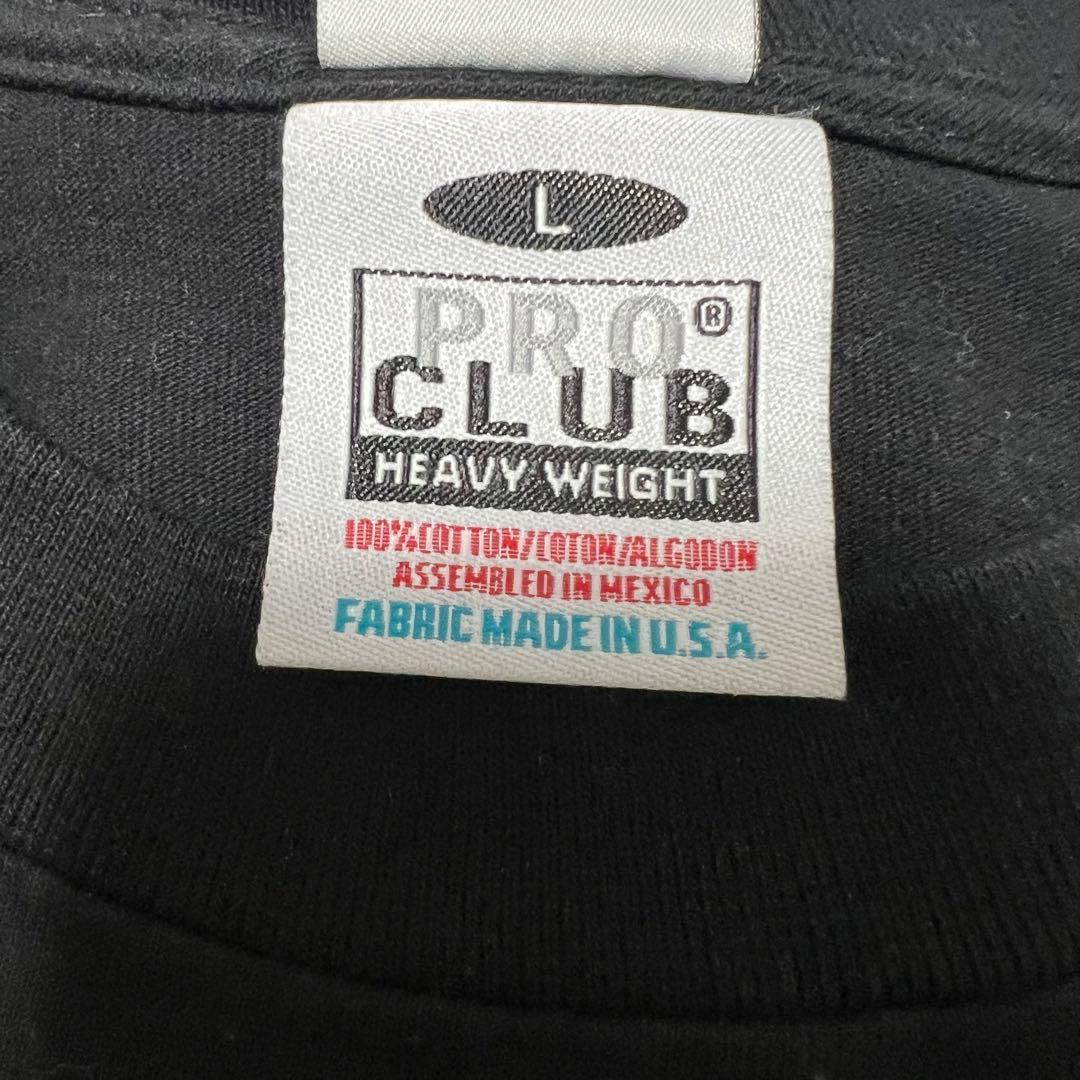 L
PRO®
CLUB
HEAVY WEIGHT
100%COTTON/COTON/ALGODON
ASSEMBLED IN MEXICO
FABRIC MADE IN U.S.A.